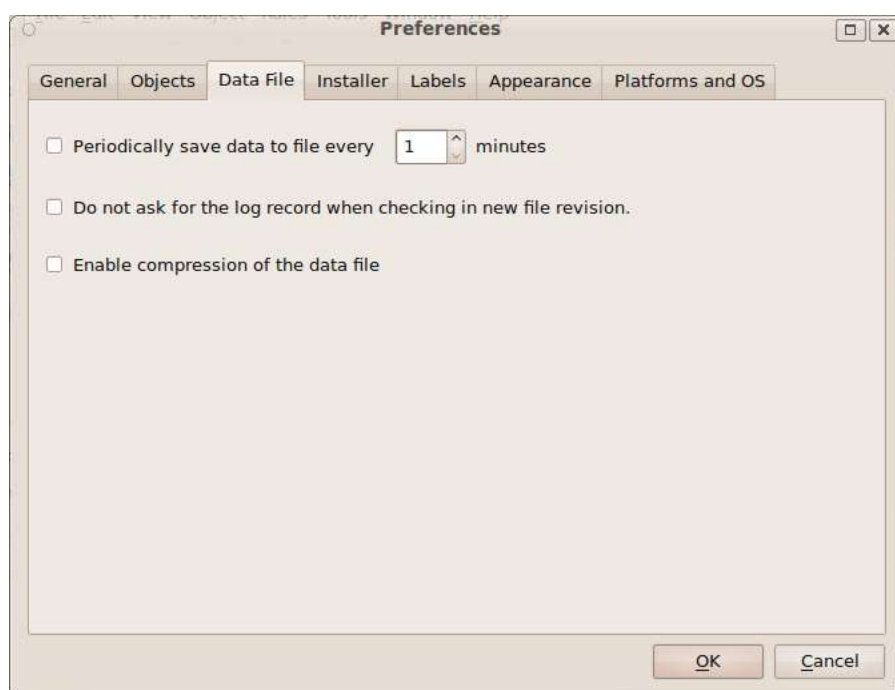 Preferences
General Objects Data File Installer Labels Appearance Platforms and OS
Periodically save data to file every 1 minutes
Do not ask for the log record when checking in new file revision.
Enable compression of the data file
OK Cancel